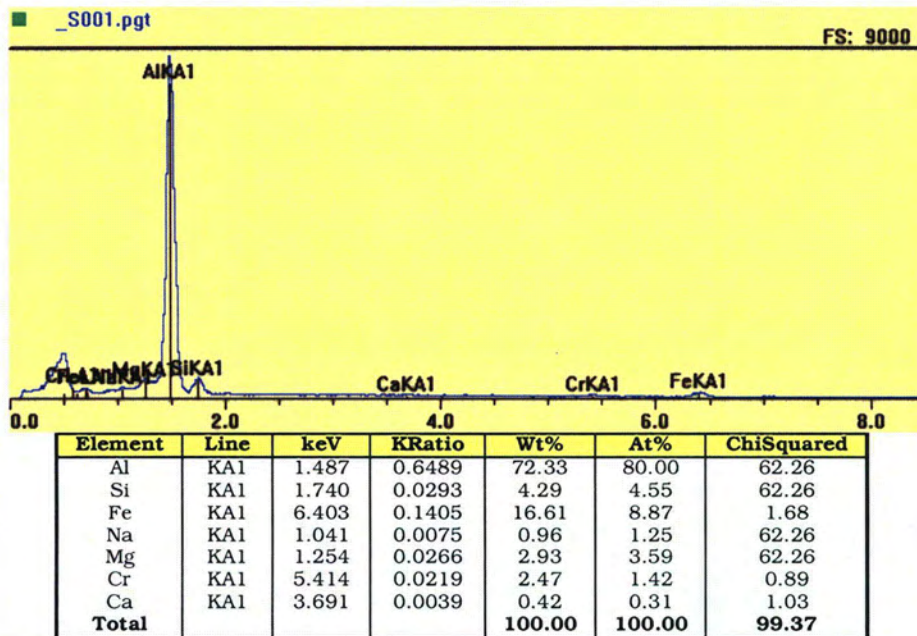 _S001.pgt
FS: 9000
AlKA1
MgKA1 SiKA1
CaKA1 CrKA1 FeKA1
0.0 2.0 4.0 6.0 8.0
Element Line keV KRatio Wt% At% ChiSquared
Al KA1 1.487 0.6489 72.33 80.00 62.26
Si KA1 1.740 0.0293 4.29 4.55 62.26
Fe KA1 6.403 0.1405 16.61 8.87 1.68
Na KA1 1.041 0.0075 0.96 1.25 62.26
Mg KA1 1.254 0.0266 2.93 3.59 62.26
Cr KA1 5.414 0.0219 2.47 1.42 0.89
Ca KA1 3.691 0.0039 0.42 0.31 1.03
Total 100.00 100.00 99.37